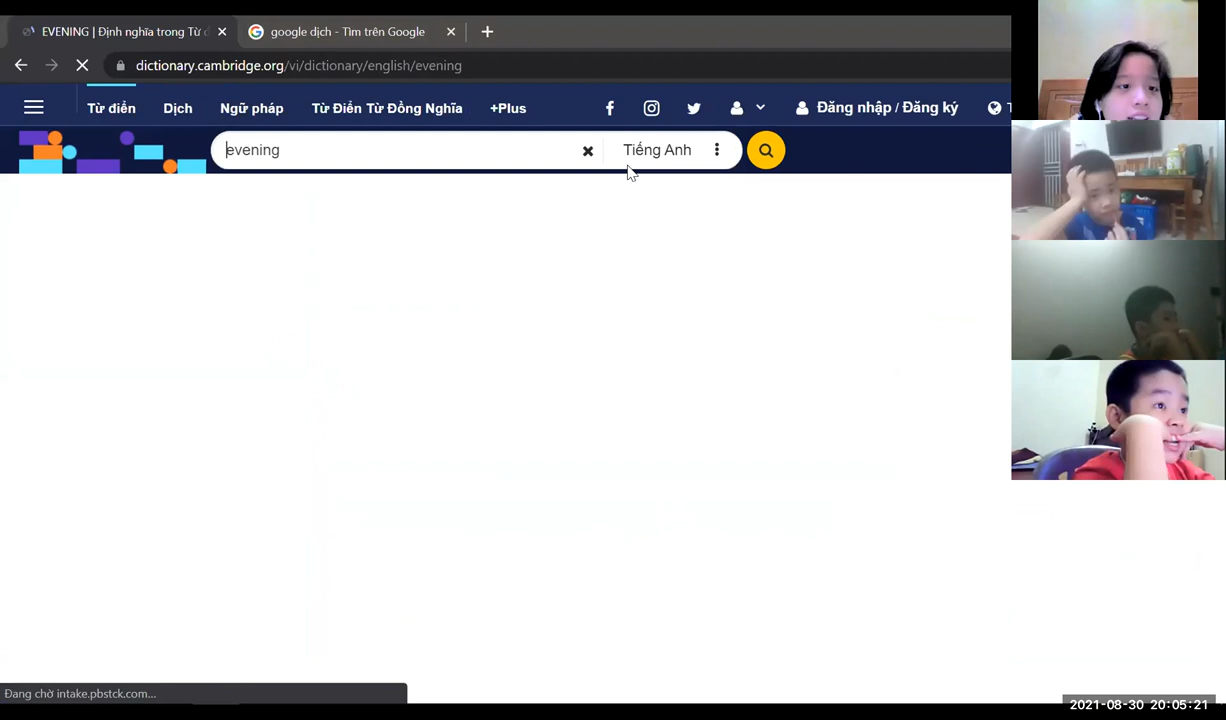 EVENING | Định nghĩa trong Từ đ
google dịch - Tìm trên Google
dictionary.cambridge.org/vi/dictionary/english/evening
Từ điển
Dịch
Ngữ pháp
Từ Điển Từ Đồng Nghĩa
+Plus
Đăng nhập / Đăng ký
T
evening
Tiếng Anh
Đang chờ intake.pbstck.com...
2021-08-30 20:05:21